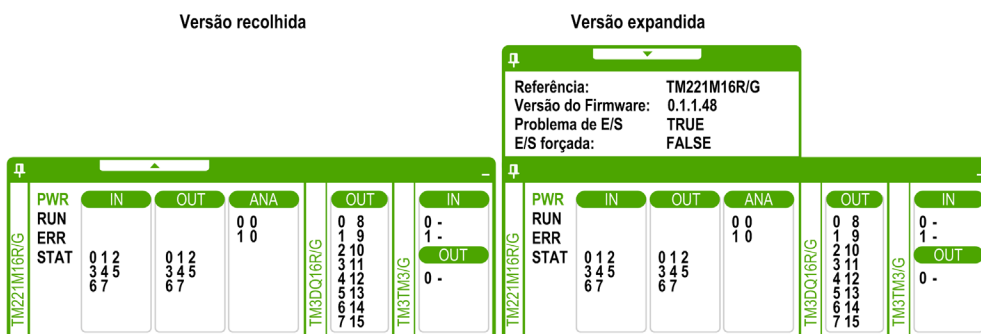 Versão recolhida
Versão expandida
Referência: TM221M16R/G
Versão do Firmware: 0.1.1.48
Problema de E/S TRUE
E/S forçada: FALSE
TM221M16R/G
PWR
RUN
ERR
STAT
IN
0 1 2
3 4 5
6 7
OUT
0 1 2
3 4 5
6 7
ANA
0 0
1 0
TM3DQ16R/G
OUT
0 8
1 9
2 10
3 11
4 12
5 13
6 14
7 15
TM3TM3/G
IN
0 -
1 -
OUT
0 -
TM221M16R/G
PWR
RUN
ERR
STAT
IN
0 1 2
3 4 5
6 7
OUT
0 1 2
3 4 5
6 7
ANA
0 0
1 0
TM3DQ16R/G
OUT
0 8
1 9
2 10
3 11
4 12
5 13
6 14
7 15
TM3TM3/G
IN
0 -
1 -
OUT
0 -